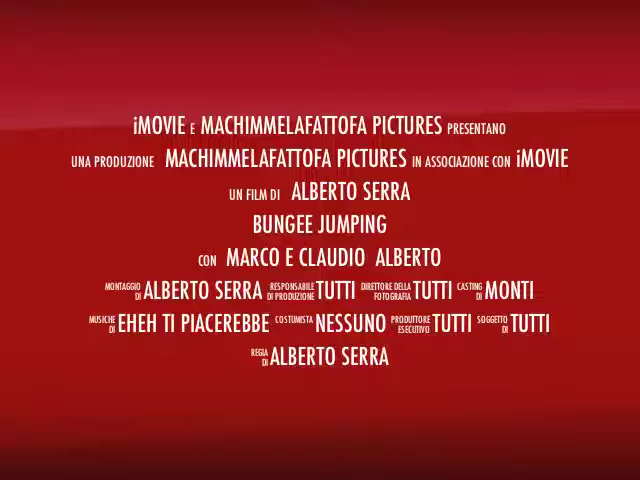 iMOVIE E MACHIMMELAFATTOFA PICTURES PRESENTANO
UNA PRODUZIONE MACHIMMELAFATTOFA PICTURES IN ASSOCIAZIONE CON iMOVIE
UN FILM DI ALBERTO SERRA
BUNGEE JUMPING
CON MARCO E CLAUDIO ALBERTO
MONTAGGIO DI ALBERTO SERRA RESPONSABILE DI PRODUZIONE TUTTI DIRETTORE DELLA FOTOGRAFIA TUTTI CASTING DI MONTI
MUSICHE DI EHEH TI PIACEREBBE COSTUMISTA NESSUNO PRODUTTORE ESECUTIVO TUTTI SOGGETTO DI TUTTI
REGIA DI ALBERTO SERRA